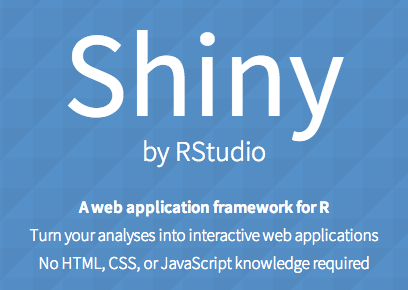 Shiny
by RStudio
A web application framework for R
Turn your analyses into interactive web applications
No HTML, CSS, or JavaScript knowledge required